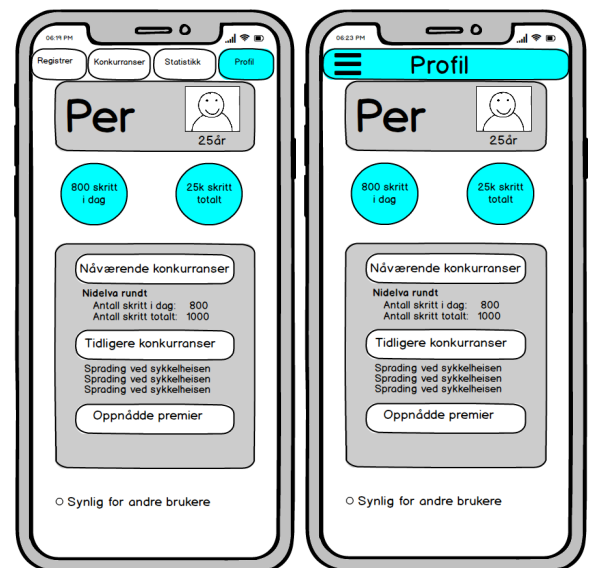 06:19 PM
Registrer
Konkurranser
Statistikk
Profil
Per
25år
800 skritt
i dag
25k skritt
totalt
Nåværende konkurranser
Nidelva rundt
Antall skritt i dag: 800
Antall skritt totalt: 1000
Tidligere konkurranser
Sprading ved sykkelheisen
Sprading ved sykkelheisen
Sprading ved sykkelheisen
Oppnådde premier
Synlig for andre brukere
06:23 PM
Profil
Per
25år
800 skritt
i dag
25k skritt
totalt
Nåværende konkurranser
Nidelva rundt
Antall skritt i dag: 800
Antall skritt totalt: 1000
Tidligere konkurranser
Sprading ved sykkelheisen
Sprading ved sykkelheisen
Sprading ved sykkelheisen
Oppnådde premier
Synlig for andre brukere